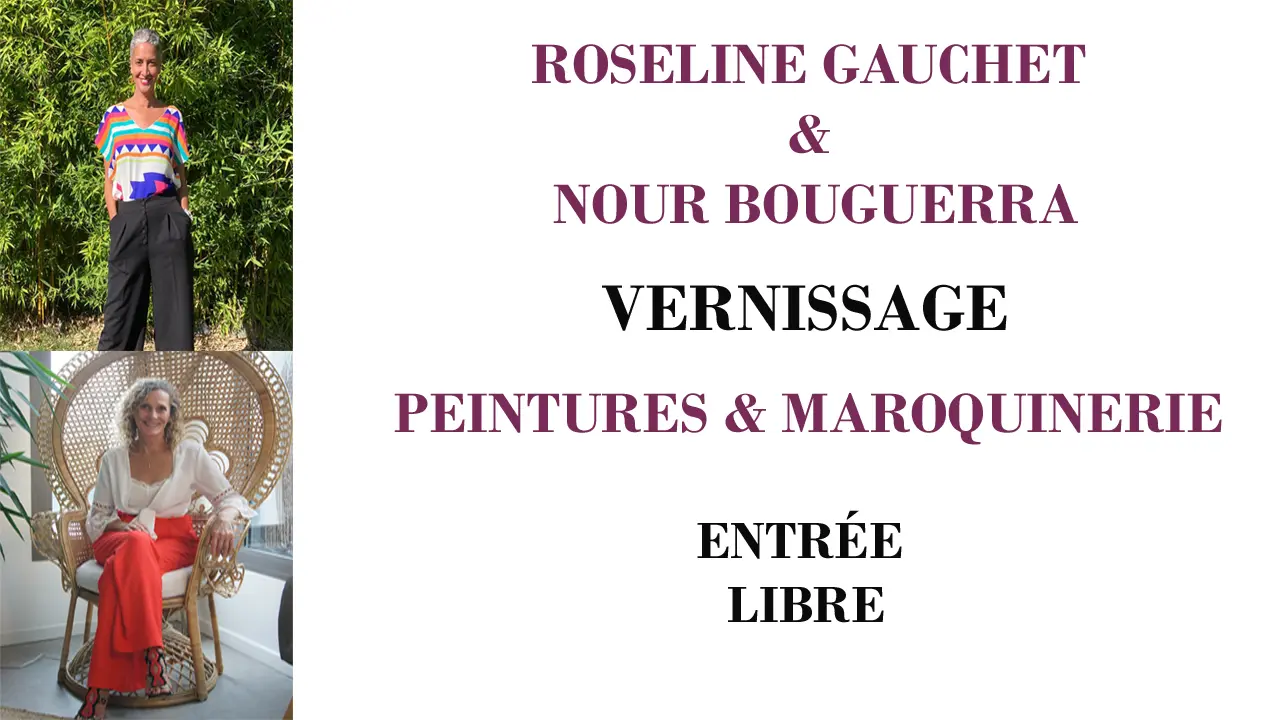 ROSELINE GAUCHET
&
NOUR BOUGUERRA
VERNISSAGE
PEINTURES & MAROQUINERIE
ENTRÉE
LIBRE